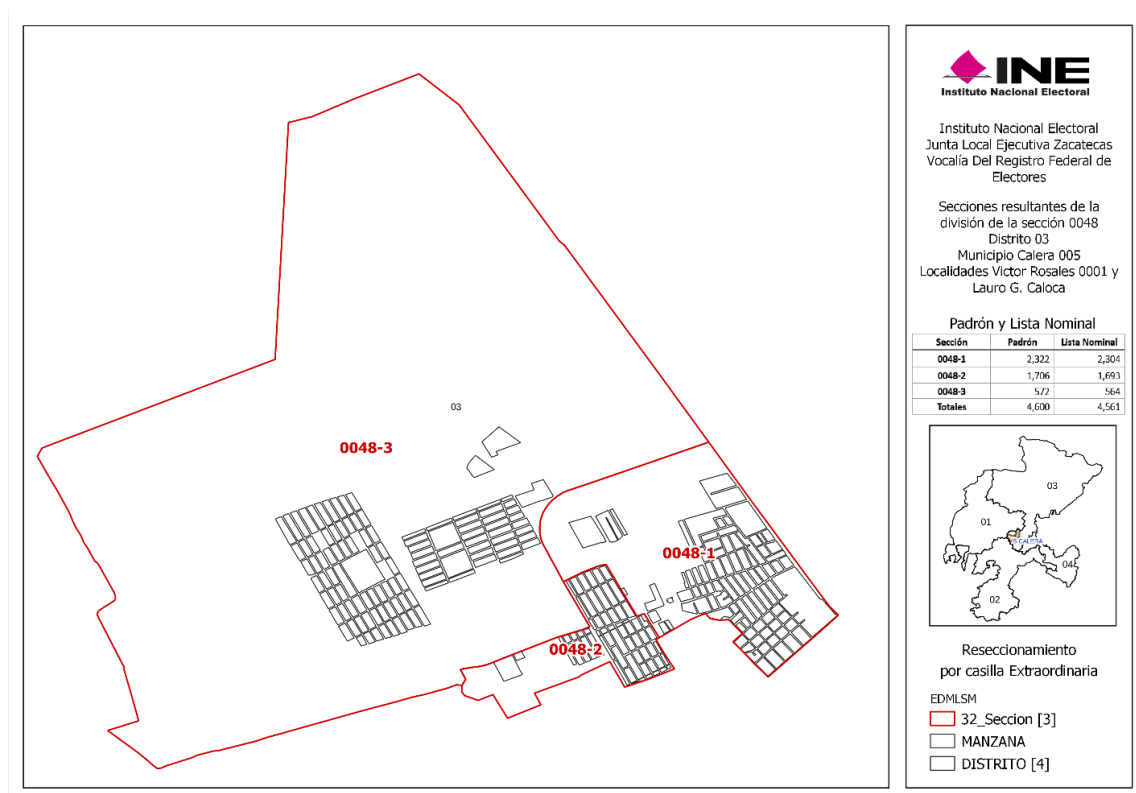 03
0048-3
0048-1
0048-2
INE
Instituto Nacional Electoral
Instituto Nacional Electoral
Junta Local Ejecutiva Zacatecas
Vocalía Del Registro Federal de
Electores
Secciones resultantes de la
división de la sección 0048
Distrito 03
Municipio Calera 005
Localidades Victor Rosales 0001 y
Lauro G. Caloca
Padrón y Lista Nominal
Sección Padrón Lista Nominal
0048-1 2,322 2,304
0048-2 1,706 1,693
0048-3 572 564
Totales 4,600 4,561
03
01
CALERA
04
02
Reseccionamiento
por casilla Extraordinaria
EDMLSM
32_Seccion [3]
MANZANA
DISTRITO [4]